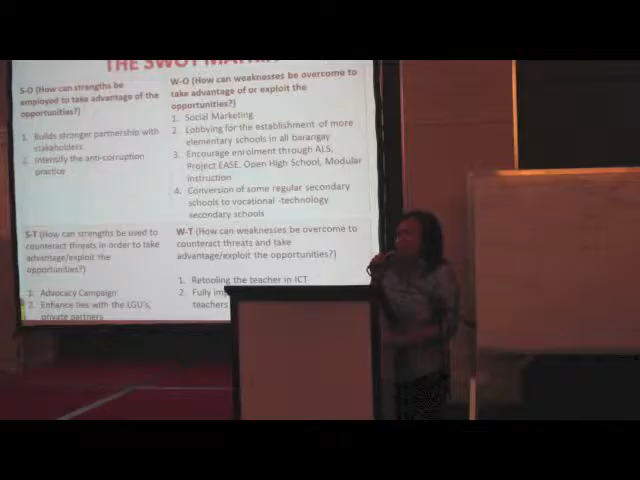 THE SWOT MATRIX
S-O (How can strengths be
employed to take advantage of the
opportunities?)
1. Builds stronger partnership with
stakeholders
2. Intensify the anti-corruption
practice
W-O (How can weaknesses be overcome to
take advantage of or exploit the
opportunities?)
1. Social Marketing
2. Lobbying for the establishment of more
elementary schools in all barangay
3. Encourage enrolment through ALS,
Project EASE, Open High School, Modular
instruction
4. Conversion of some regular secondary
schools to vocational -technology
secondary schools
S-T (How can strengths be used to
counteract threats in order to take
advantage/exploit the
opportunities?)
1. Advocacy Campaign
2. Enhance ties with the LGU's,
private partners
W-T (How can weaknesses be overcome to
counteract threats and take
advantage/exploit the opportunities?)
1. Retooling the teacher in ICT
2. Fully
teachers